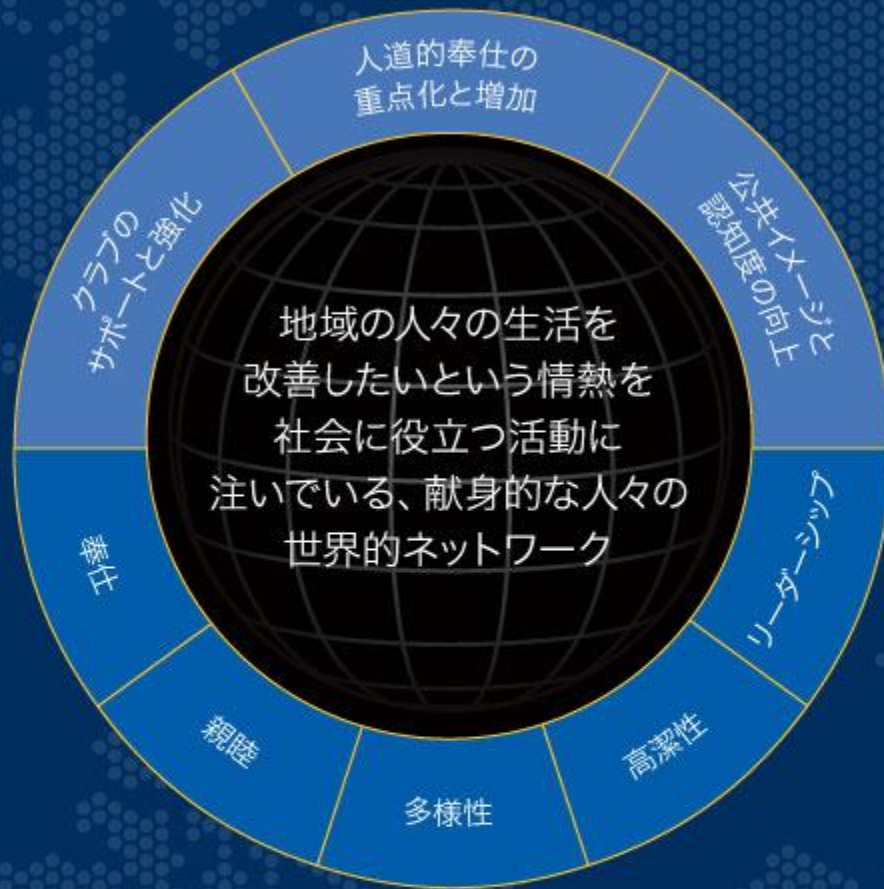 人道的奉仕の
重点化と増加
公共イメージと
認知度の向上
クラブの
サポートと強化
地域の人々の生活を
改善したいという情熱を
社会に役立つ活動に
注いでいる、献身的な人々の
世界的ネットワーク
奉仕
親睦
多様性
高潔性
リーダーシップ